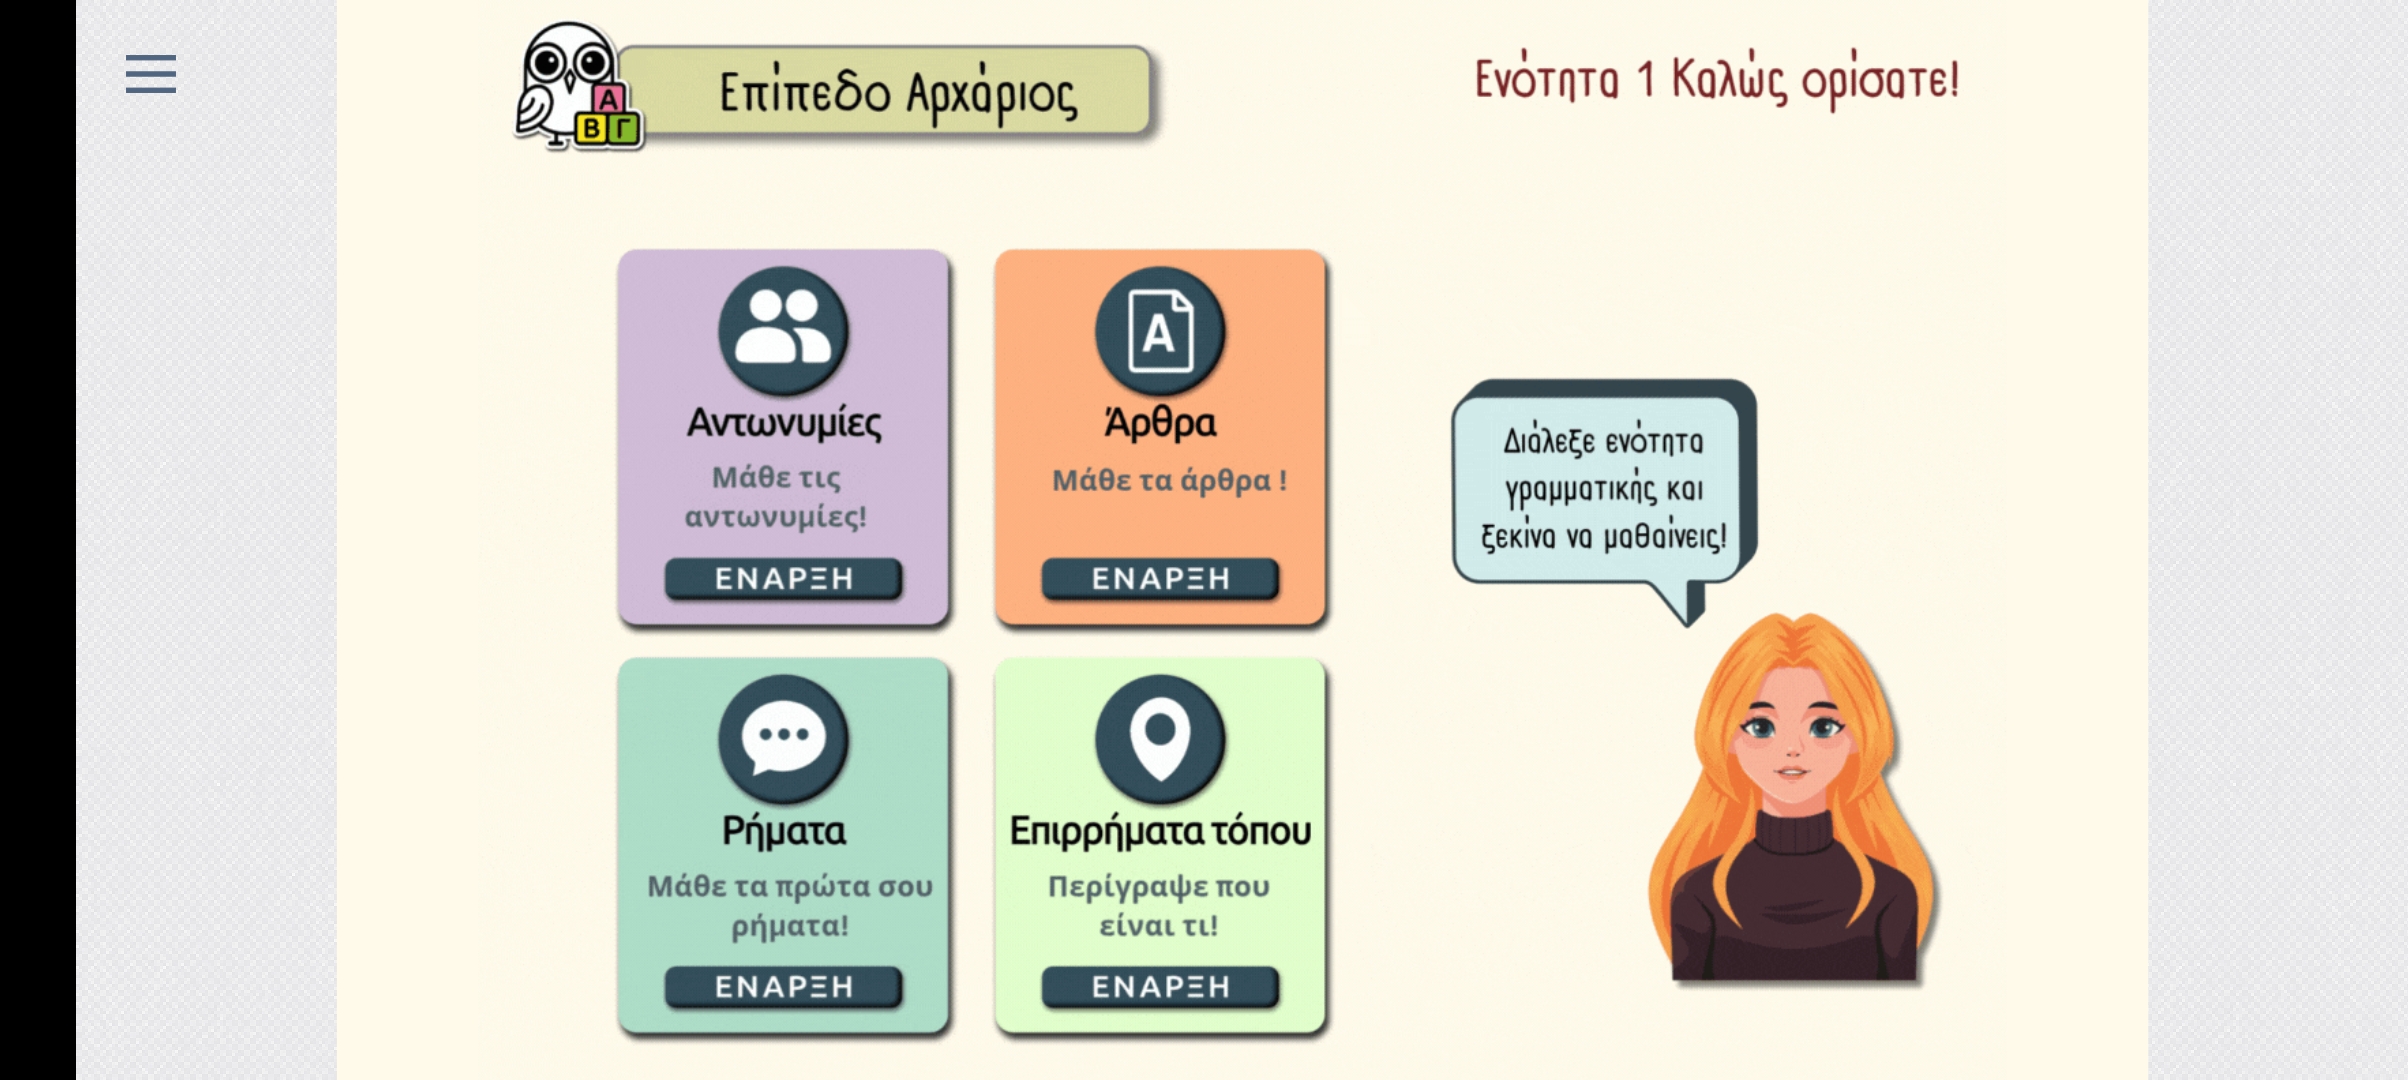 Α
Β Γ
Επίπεδο Αρχάριος
Ενότητα 1 Καλώς ορίσατε!
Αντωνυμίες
Μάθε τις
αντωνυμίες!
ΕΝΑΡΞΗ
A
Άρθρα
Μάθε τα άρθρα !
ΕΝΑΡΞΗ
Διάλεξε ενότητα
γραμματικής και
ξεκίνα να μαθαίνεις!
Ρήματα
Μάθε τα πρώτα σου
ρήματα!
ΕΝΑΡΞΗ
Επιρρήματα τόπου
Περίγραψε που
είναι τι!
ΕΝΑΡΞΗ